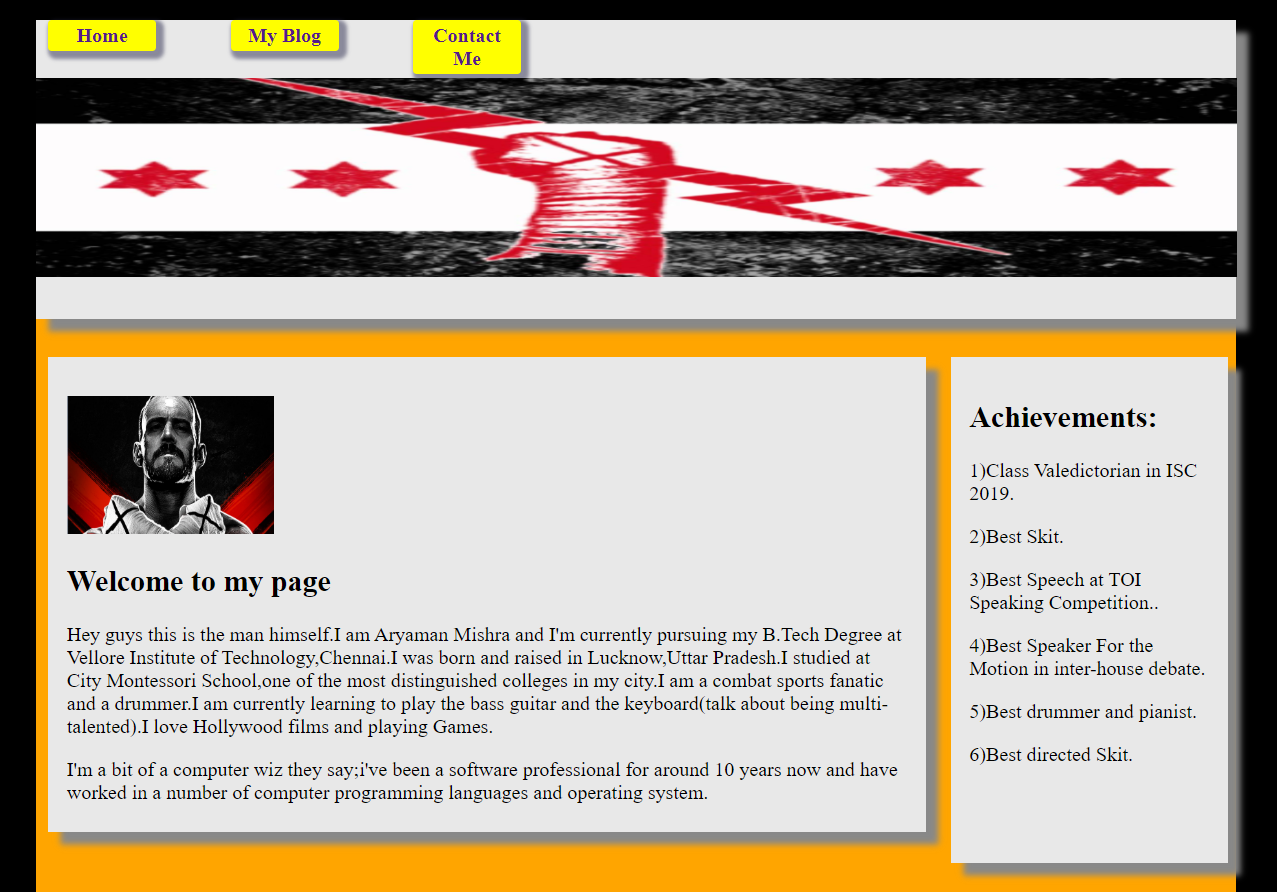 Home
My Blog
Contact
Me
Welcome to my page
Hey guys this is the man himself.I am Aryaman Mishra and I'm currently pursuing my B.Tech Degree at
Vellore Institute of Technology,Chennai.I was born and raised in Lucknow,Uttar Pradesh.I studied at
City Montessori School,one of the most distinguished colleges in my city.I am a combat sports fanatic
and a drummer.I am currently learning to play the bass guitar and the keyboard(talk about being multi-
talented).I love Hollywood films and playing Games.
I'm a bit of a computer wiz they say;i've been a software professional for around 10 years now and have
worked in a number of computer programming languages and operating system.
Achievements:
1)Class Valedictorian in ISC
2019.
2)Best Skit.
3)Best Speech at TOI
Speaking Competition..
4)Best Speaker For the
Motion in inter-house debate.
5)Best drummer and pianist.
6)Best directed Skit.